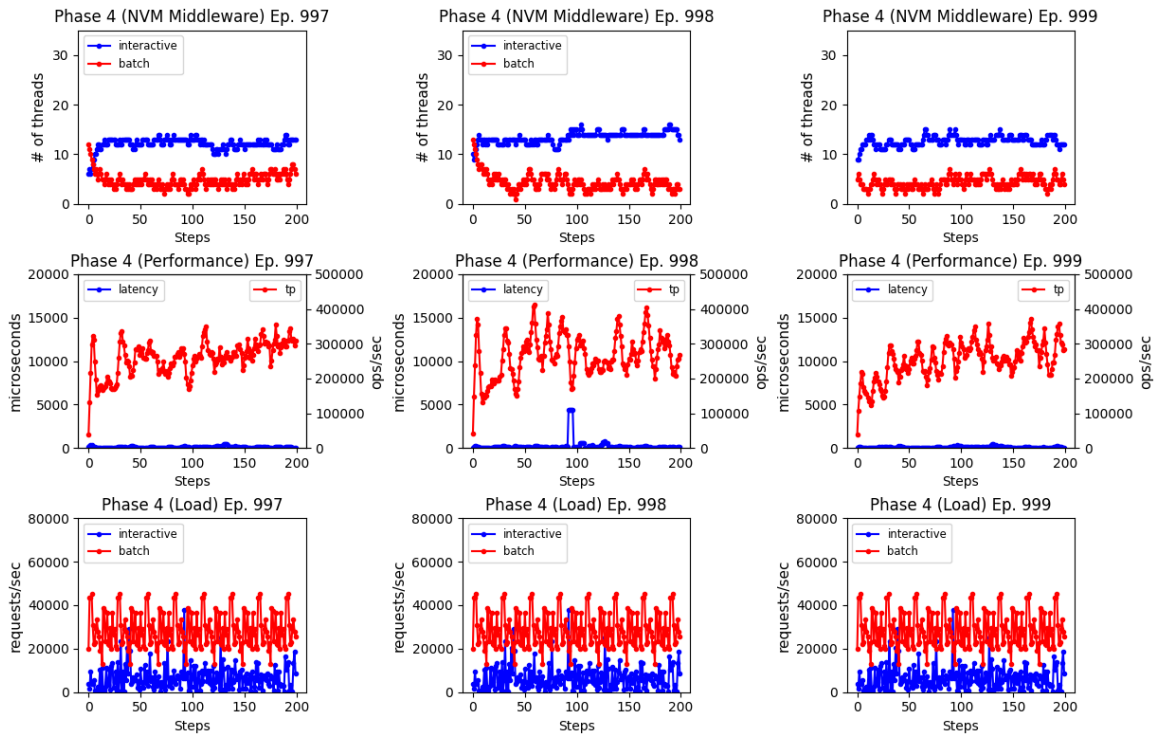 Phase 4 (NVM Middleware) Ep. 997
# of threads
30
20
10
0
interactive
batch
0 50 100 150 200
Steps
Phase 4 (NVM Middleware) Ep. 998
# of threads
30
20
10
0
interactive
batch
0 50 100 150 200
Steps
Phase 4 (NVM Middleware) Ep. 999
# of threads
30
20
10
0
0 50 100 150 200
Steps
Phase 4 (Performance) Ep. 997
microseconds
20000
15000
10000
5000
0
latency
tp
500000
400000
300000
200000
100000
0
ops/sec
0 50 100 150 200
Steps
Phase 4 (Performance) Ep. 998
microseconds
20000
15000
10000
5000
0
latency
tp
500000
400000
300000
200000
100000
0
ops/sec
0 50 100 150 200
Steps
Phase 4 (Performance) Ep. 999
microseconds
20000
15000
10000
5000
0
latency
tp
500000
400000
300000
200000
100000
0
ops/sec
0 50 100 150 200
Steps
Phase 4 (Load) Ep. 997
requests/sec
80000
60000
40000
20000
0
interactive
batch
0 50 100 150 200
Steps
Phase 4 (Load) Ep. 998
requests/sec
80000
60000
40000
20000
0
interactive
batch
0 50 100 150 200
Steps
Phase 4 (Load) Ep. 999
requests/sec
80000
60000
40000
20000
0
interactive
batch
0 50 100 150 200
Steps